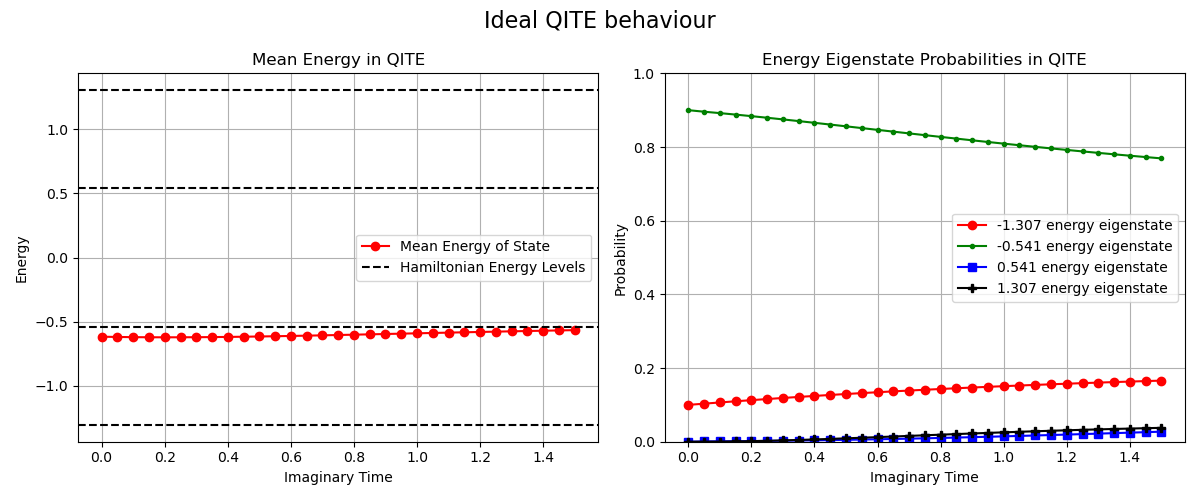 Ideal QITE behaviour
Mean Energy in QITE
Energy
1.0
0.5
0.0
−0.5
−1.0
Mean Energy of State
Hamiltonian Energy Levels
0.0 0.2 0.4 0.6 0.8 1.0 1.2 1.4
Imaginary Time
Energy Eigenstate Probabilities in QITE
Probability
1.0
0.8
0.6
0.4
0.2
0.0
-1.307 energy eigenstate
-0.541 energy eigenstate
0.541 energy eigenstate
1.307 energy eigenstate
0.0 0.2 0.4 0.6 0.8 1.0 1.2 1.4
Imaginary Time